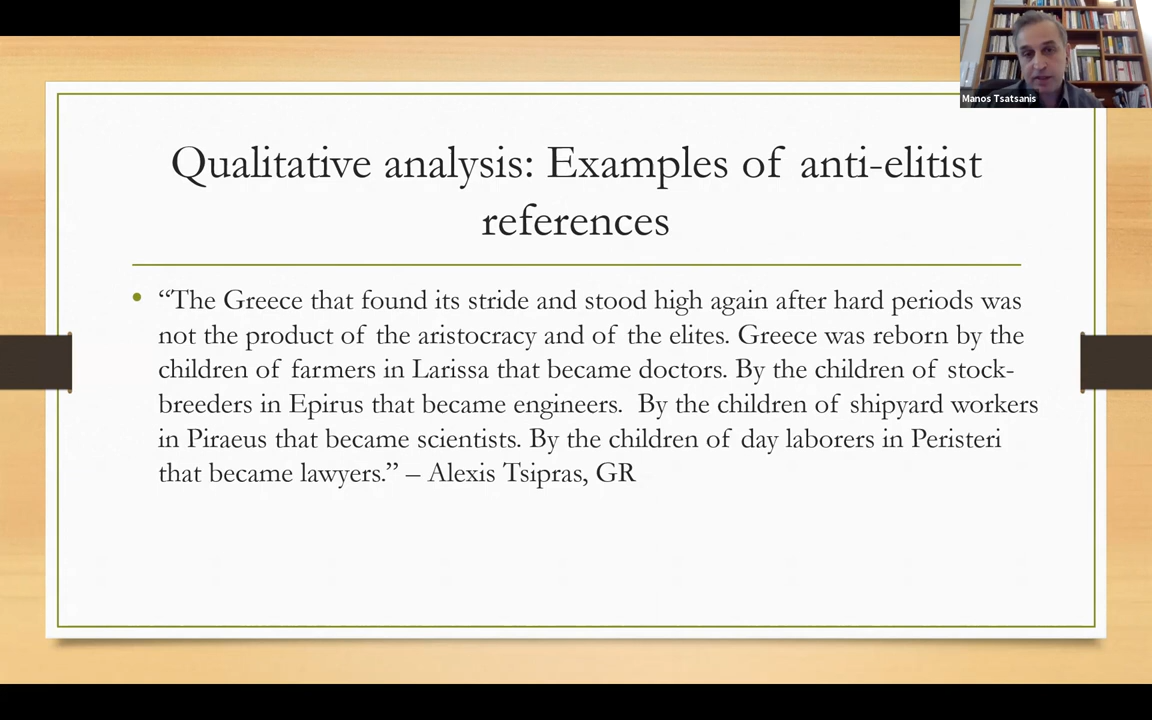 Manos Tsatsanis
Qualitative analysis: Examples of anti-elitist
references
• “The Greece that found its stride and stood high again after hard periods was
not the product of the aristocracy and of the elites. Greece was reborn by the
children of farmers in Larissa that became doctors. By the children of stock-
breeders in Epirus that became engineers.  By the children of shipyard workers
in Piraeus that became scientists. By the children of day laborers in Peristeri
that became lawyers.” – Alexis Tsipras, GR